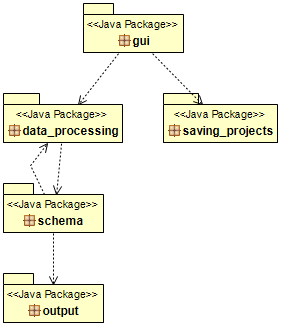 <<Java Package>>
gui
<<Java Package>>
data_processing
<<Java Package>>
saving_projects
<<Java Package>>
schema
<<Java Package>>
output